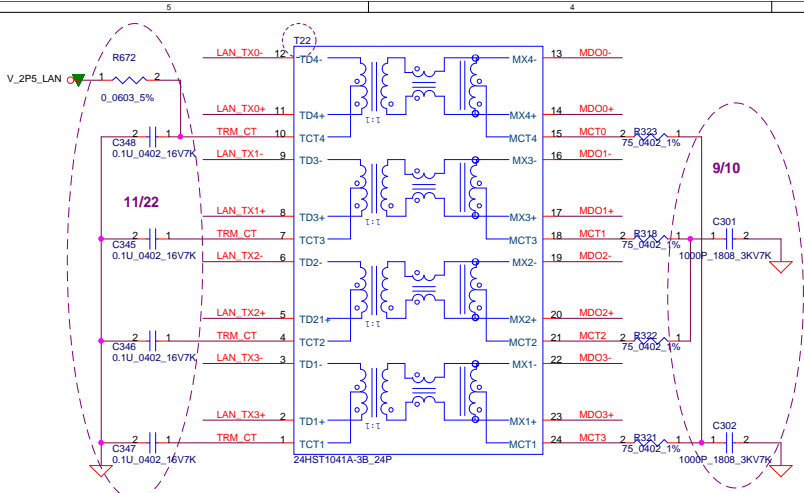 5 4
T22
R672
V_2P5_LAN 1 2
0_0603_5%
LAN_TX0- 12 TD4- MX4- 13 MDO0-
1:1
LAN_TX0+ 11 TD4+ MX4+ 14 MDO0+
2 1 TRM_CT 10 TCT4 MCT4 15 MCT0 2 R323 1
C348
0.1U_0402_16V7K
75_0402_1%
LAN_TX1- 9 TD3- MX3- 16 MDO1-
11/22
9/10
1:1
LAN_TX1+ 8 TD3+ MX3+ 17 MDO1+
C301
2 1 TRM_CT 7 TCT3 MCT3 18 MCT1 2 R318 1 1 2
C345
0.1U_0402_16V7K
75_0402_1%
1000P_1808_3KV7K
LAN_TX2- 6 TD2- MX2- 19 MDO2-
1:1
LAN_TX2+ 5 TD21+ MX2+ 20 MDO2+
2 1 TRM_CT 4 TCT2 MCT2 21 MCT2 2 R322 1
C346
0.1U_0402_16V7K
75_0402_1%
LAN_TX3- 3 TD1- MX1- 22 MDO3-
1:1
LAN_TX3+ 2 TD1+ MX1+ 23 MDO3+
C302
2 1 TRM_CT 1 TCT1 MCT1 24 MCT3 2 R321 1 1 2
C347
0.1U_0402_16V7K
75_0402_1%
1000P_1808_3KV7K
24HST1041A-3B_24P